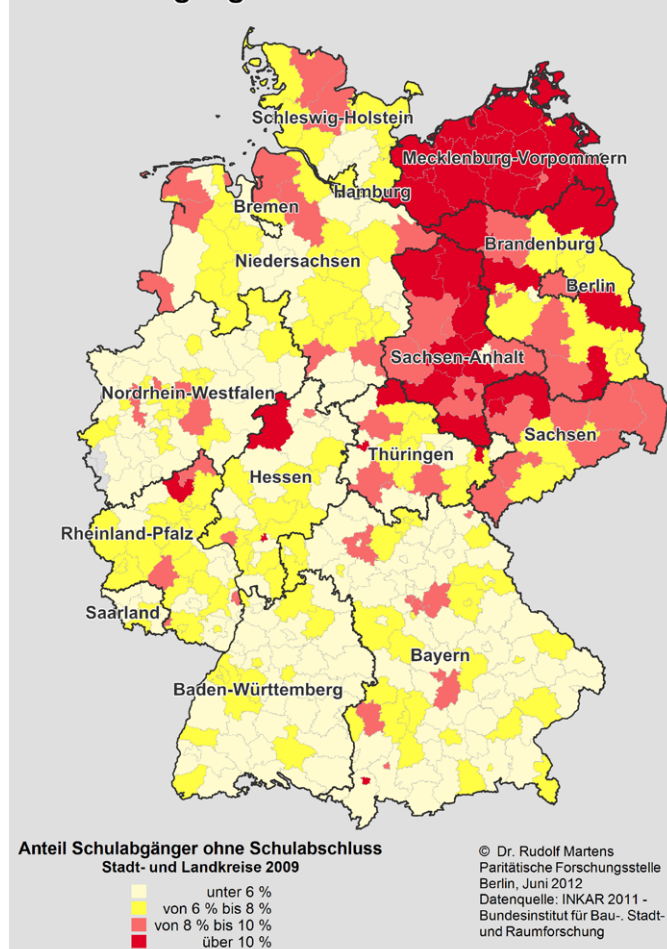 Schleswig-Holstein
Mecklenburg-Vorpommern
Hamburg
Bremen
Brandenburg
Niedersachsen
Berlin
Sachsen-Anhalt
Nordrhein-Westfalen
Sachsen
Thüringen
Hessen
Rheinland-Pfalz
Saarland
Bayern
Baden-Württemberg
Anteil Schulabgänger ohne Schulabschluss
Stadt- und Landkreise 2009
unter 6 %
von 6 % bis 8 %
von 8 % bis 10 %
über 10 %
© Dr. Rudolf Martens
Paritätische Forschungsstelle
Berlin, Juni 2012
Datenquelle: INKAR 2011 -
Bundesinstitut für Bau-. Stadt-
und Raumforschung